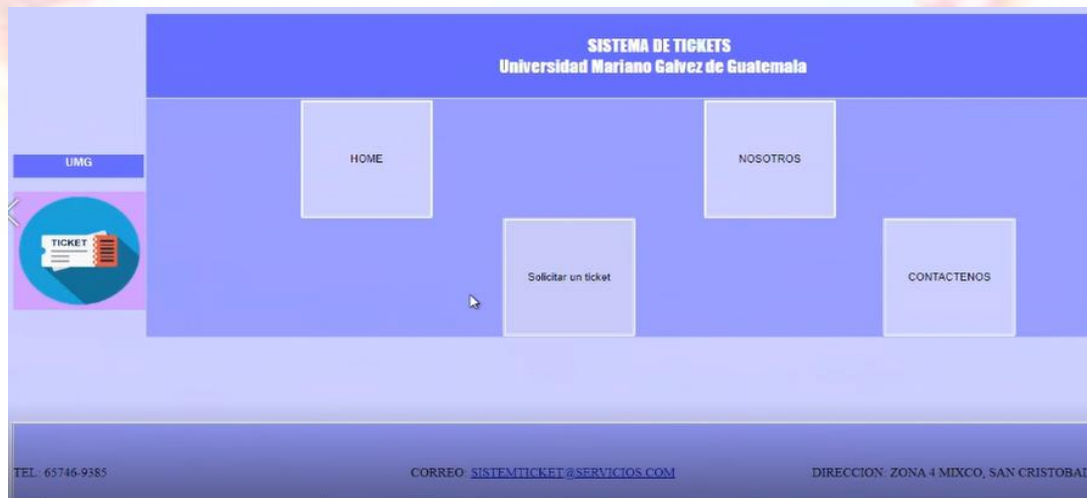 SISTEMA DE TICKETS
Universidad Mariano Galvez de Guatemala
UMG
HOME
NOSOTROS
TICKET
Solicitar un ticket
CONTACTENOS
TEL: 65746-9385
CORREO: SISTEMTICKET@SERVICIOS.COM
DIRECCION: ZONA 4 MIXCO, SAN CRISTOBAL